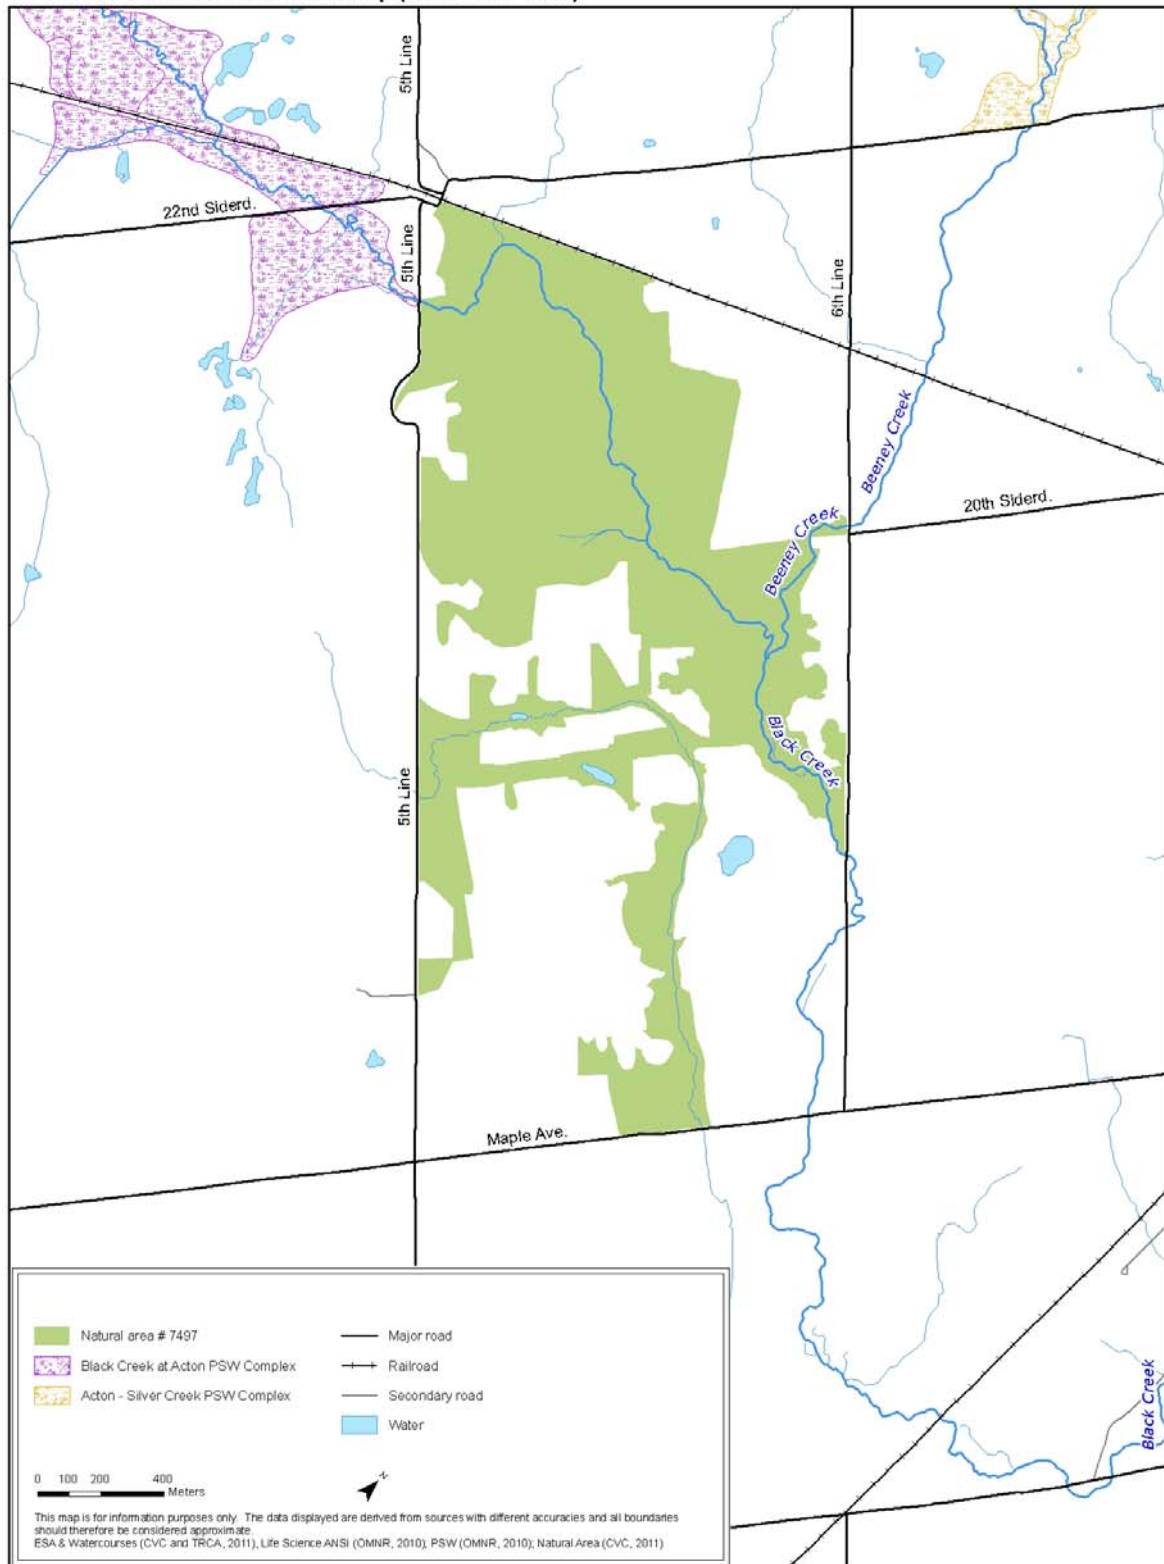 5th Line
22nd Siderd.
5th Line
6th Line
Beeney Creek
20th Siderd.
Beeney Creek
Black Creek
5th Line
Maple Ave.
Black Creek
Natural area # 7497
Black Creek at Acton PSW Complex
Acton - Silver Creek PSW Complex
Major road
Railroad
Secondary road
Water
0 100 200 400
Meters
N
This map is for information purposes only. The data displayed are derived from sources with different accuracies and all boundaries
should therefore be considered approximate.
ESA & Watercourses (CVC and TRCA, 2011), Life Science ANSI (OMNR, 2010); PSW (OMNR, 2010); Natural Area (CVC, 2011)